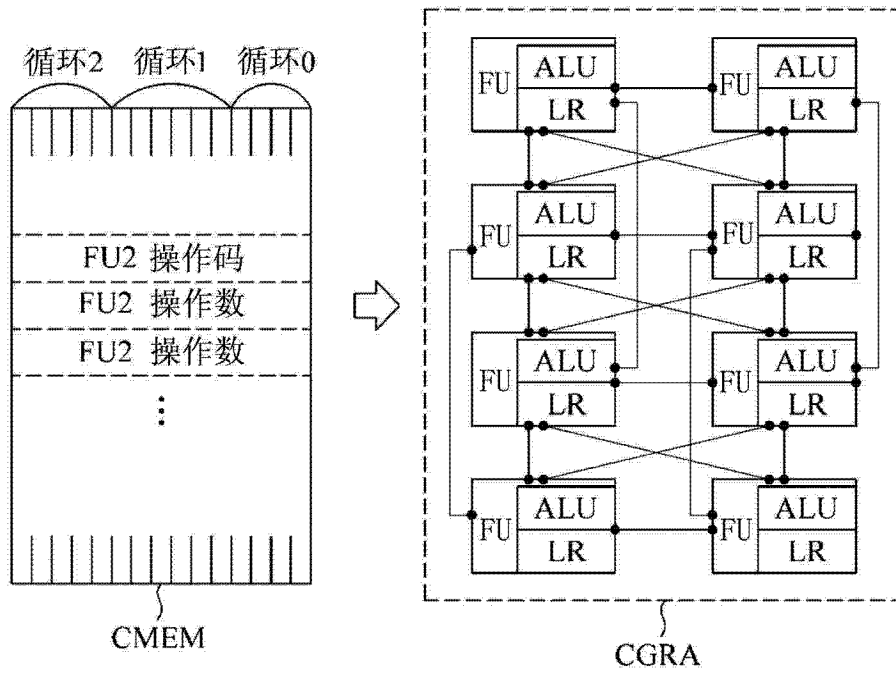 循环2 循环1 循环0
FU2 操作码
FU2 操作数
FU2 操作数
CMEM
FU ALU LR FU ALU LR
FU ALU LR FU ALU LR
FU ALU LR FU ALU LR
FU ALU LR FU ALU LR
CGRA